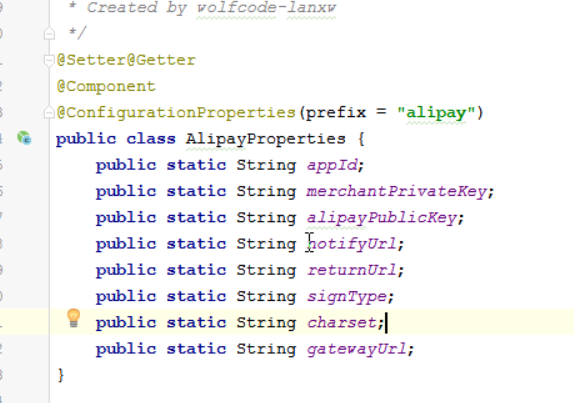 * Created by wolfcode-lanxw
*/
@Setter@Getter
@Component
@ConfigurationProperties(prefix = "alipay")
public class AlipayProperties {
public static String appId;
public static String merchantPrivateKey;
public static String alipayPublicKey;
public static String notifyUrl;
public static String returnUrl;
public static String signType;
public static String charset;
public static String gatewayUrl;
}